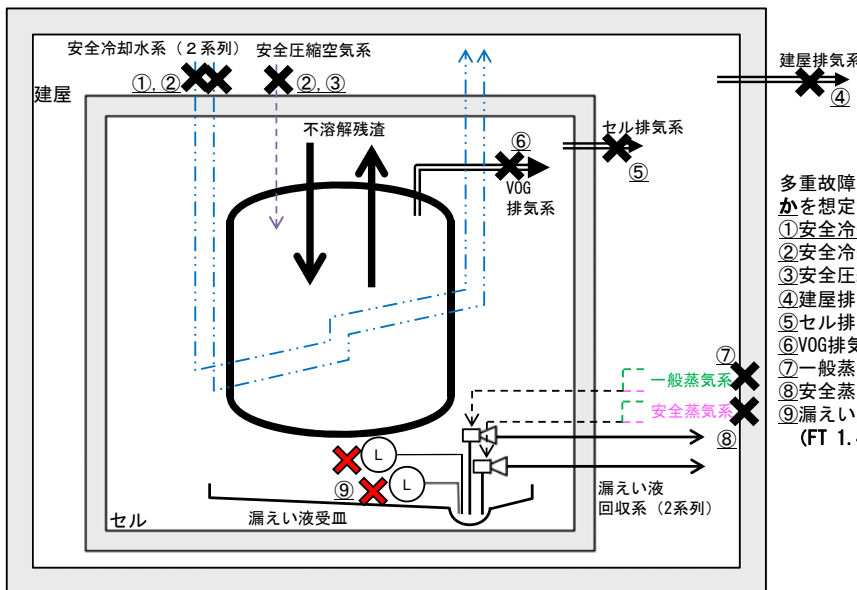 安全冷却水系（２系列）
安全圧縮空気系
①, ②
②, ③
建屋
建屋排気系
④
不溶解残渣
セル排気系
⑤
⑥
VOG
排気系
多重故障
かを想定
①安全冷
②安全冷
③安全圧
④建屋排
⑤セル排
⑥VOG排気
⑦一般蒸
⑧安全蒸
⑨漏えい
(FT 1.
⑦
一般蒸気系
安全蒸気系
⑧
L
L
⑨
漏えい液受皿
漏えい液
回収系（2系列）
セル